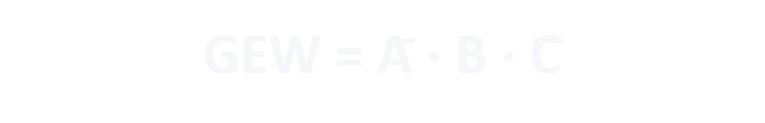 GEW = A̅ · B · C̅